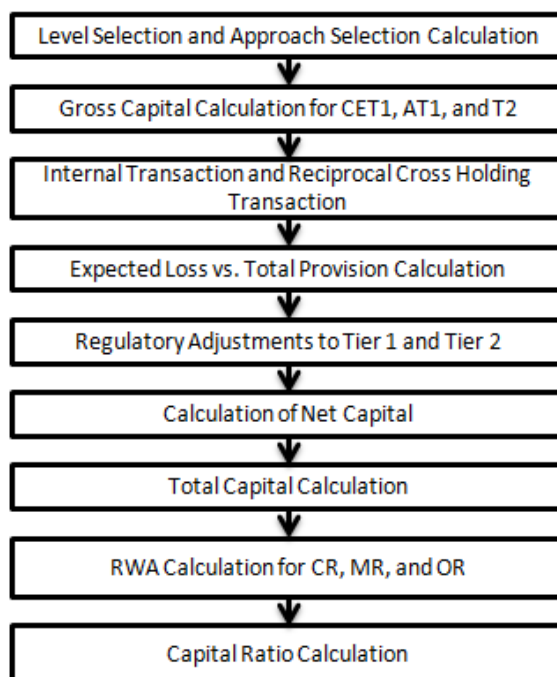 Level Selection and Approach Selection Calculation
Gross Capital Calculation for CET1, AT1, and T2
Internal Transaction and Reciprocal Cross Holding
Transaction
Expected Loss vs. Total Provision Calculation
Regulatory Adjustments to Tier 1 and Tier 2
Calculation of Net Capital
Total Capital Calculation
RWA Calculation for CR, MR, and OR
Capital Ratio Calculation